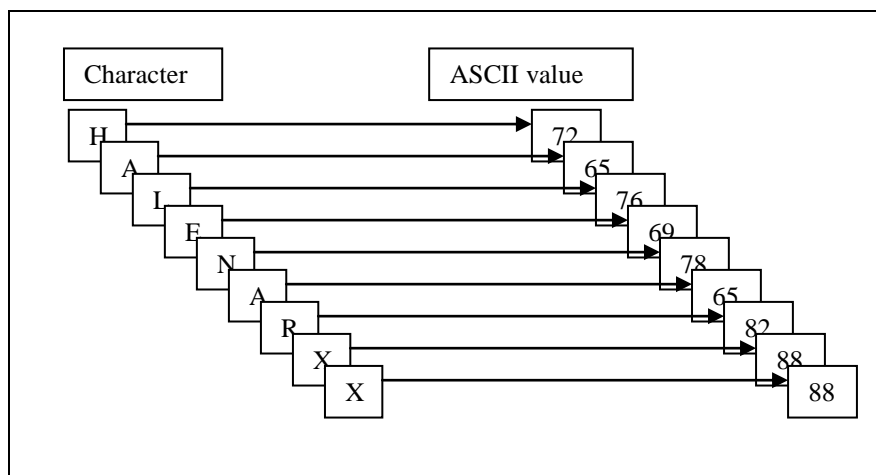 Character ASCII value
H 72
A 65
L 76
E 69
N 78
A 65
R 82
X 88
X 88